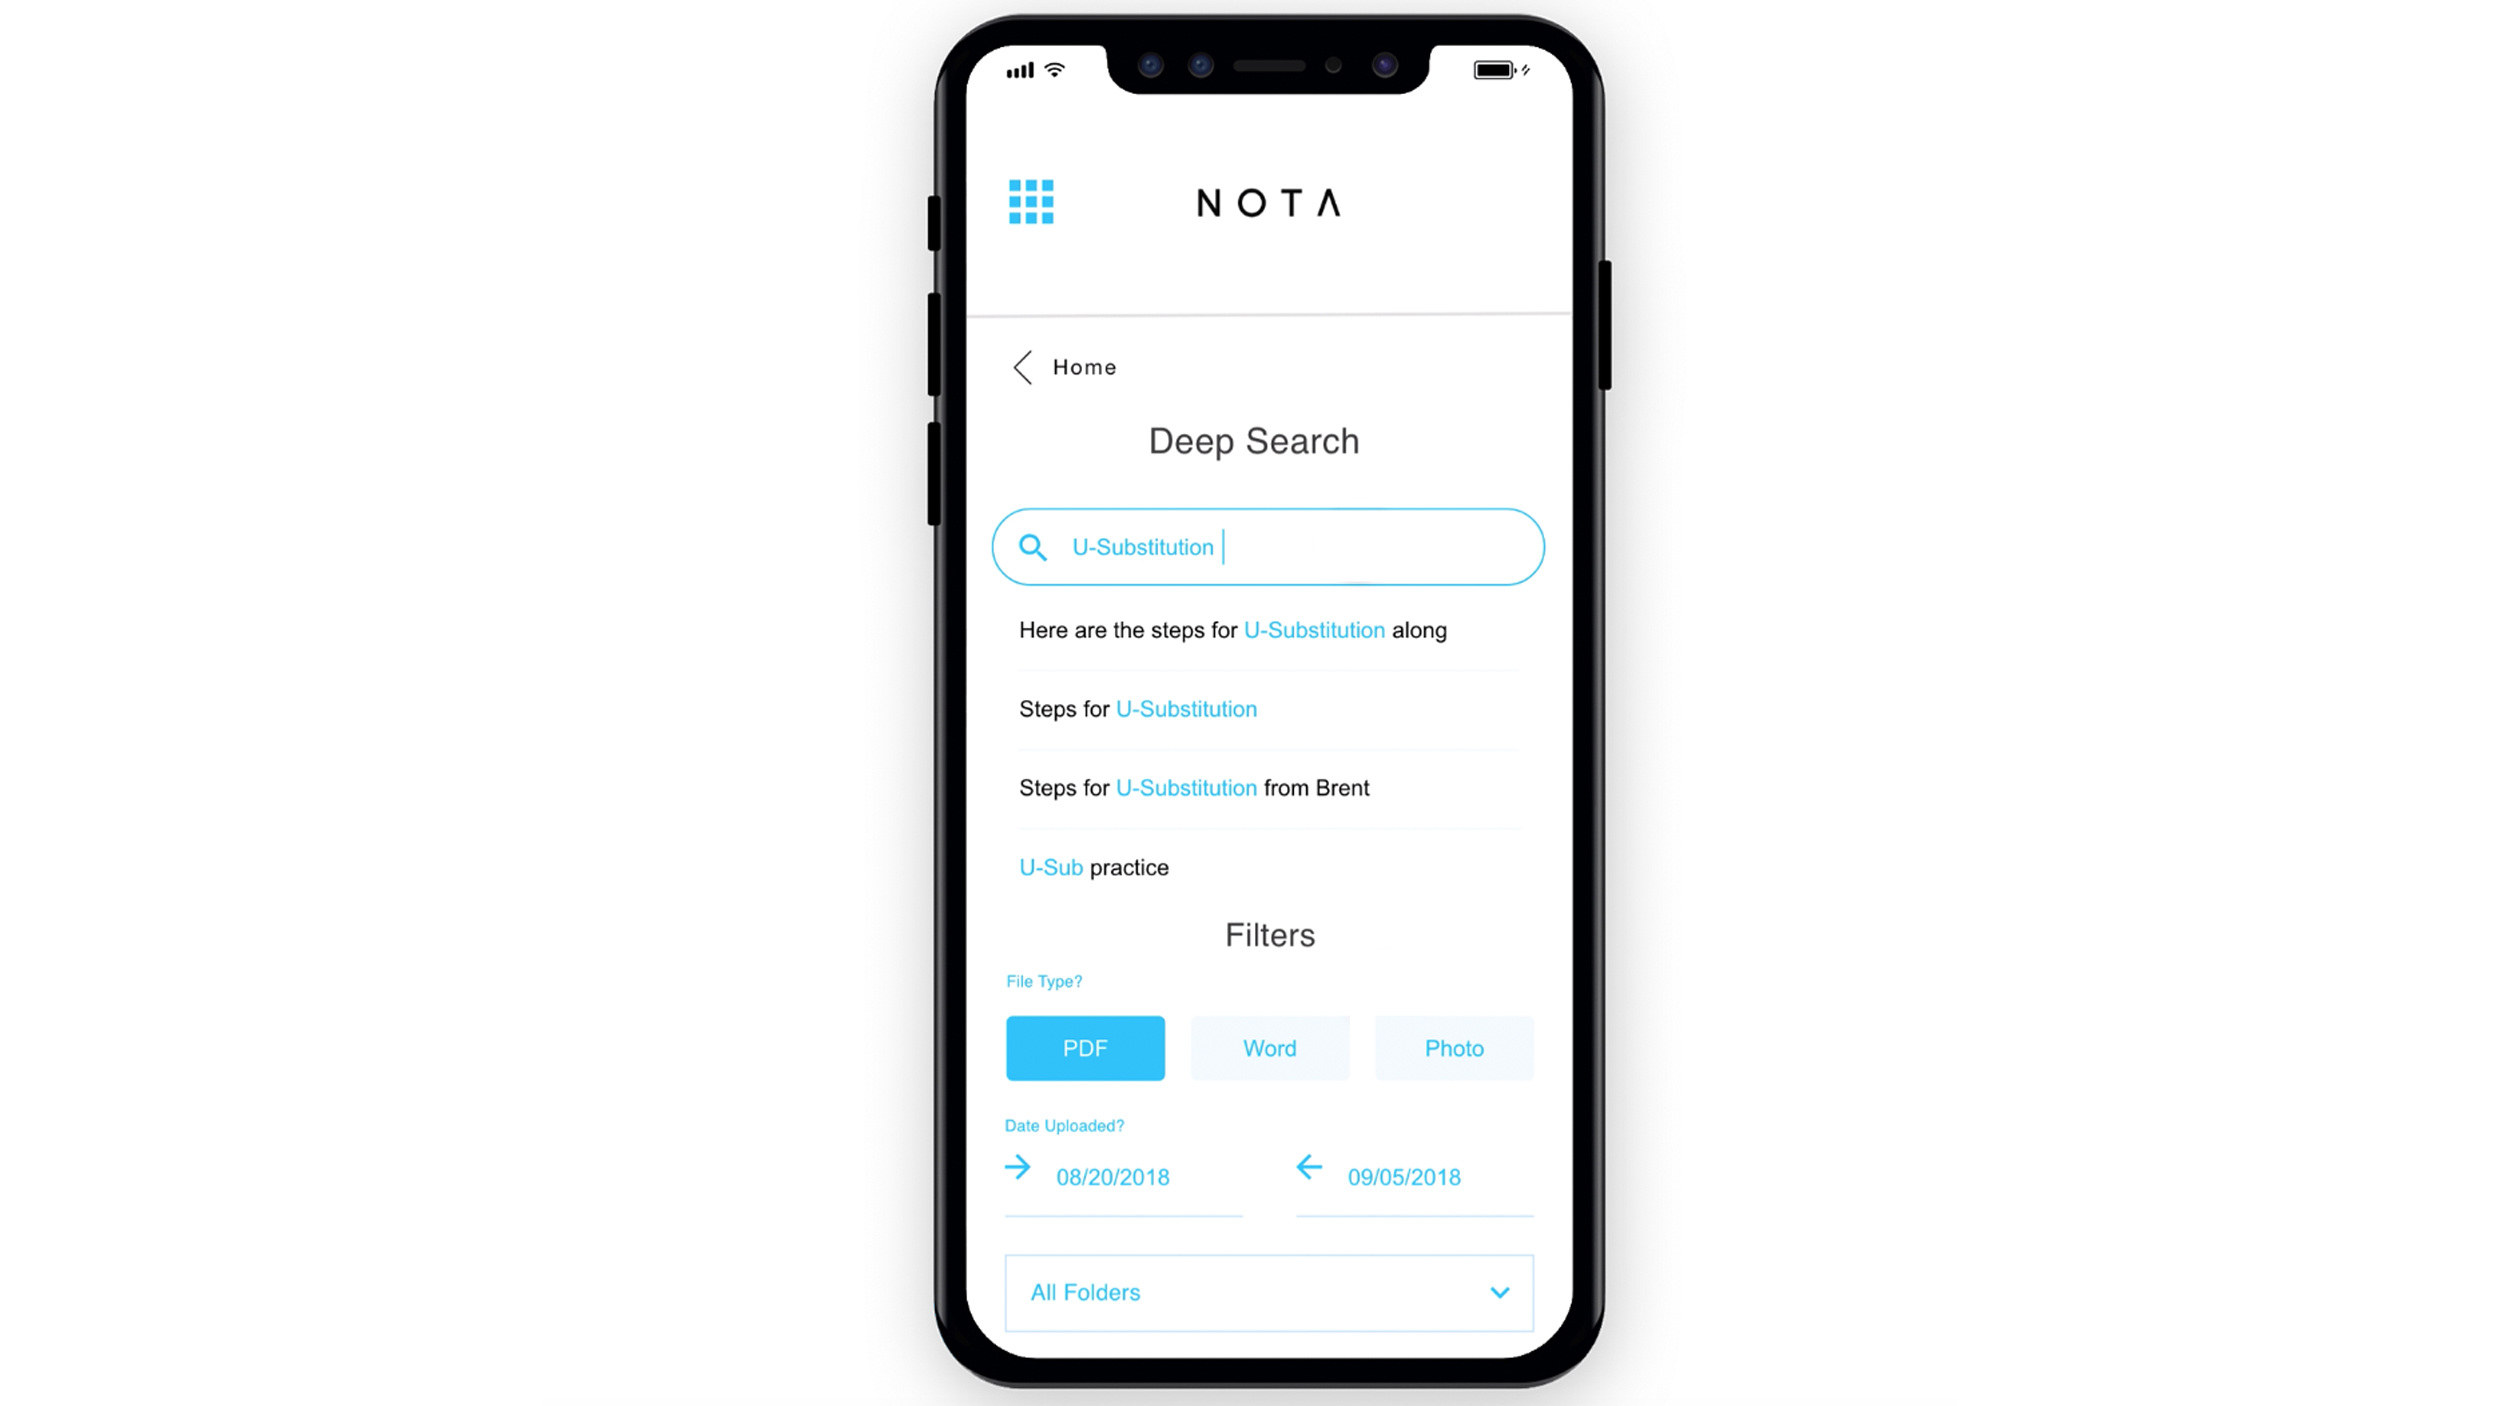 NOTA
Home
Deep Search
U-Substitution
Here are the steps for U-Substitution along
Steps for U-Substitution
Steps for U-Substitution from Brent
U-Sub practice
Filters
File Type?
PDF Word Photo
Date Uploaded?
08/20/2018 09/05/2018
All Folders